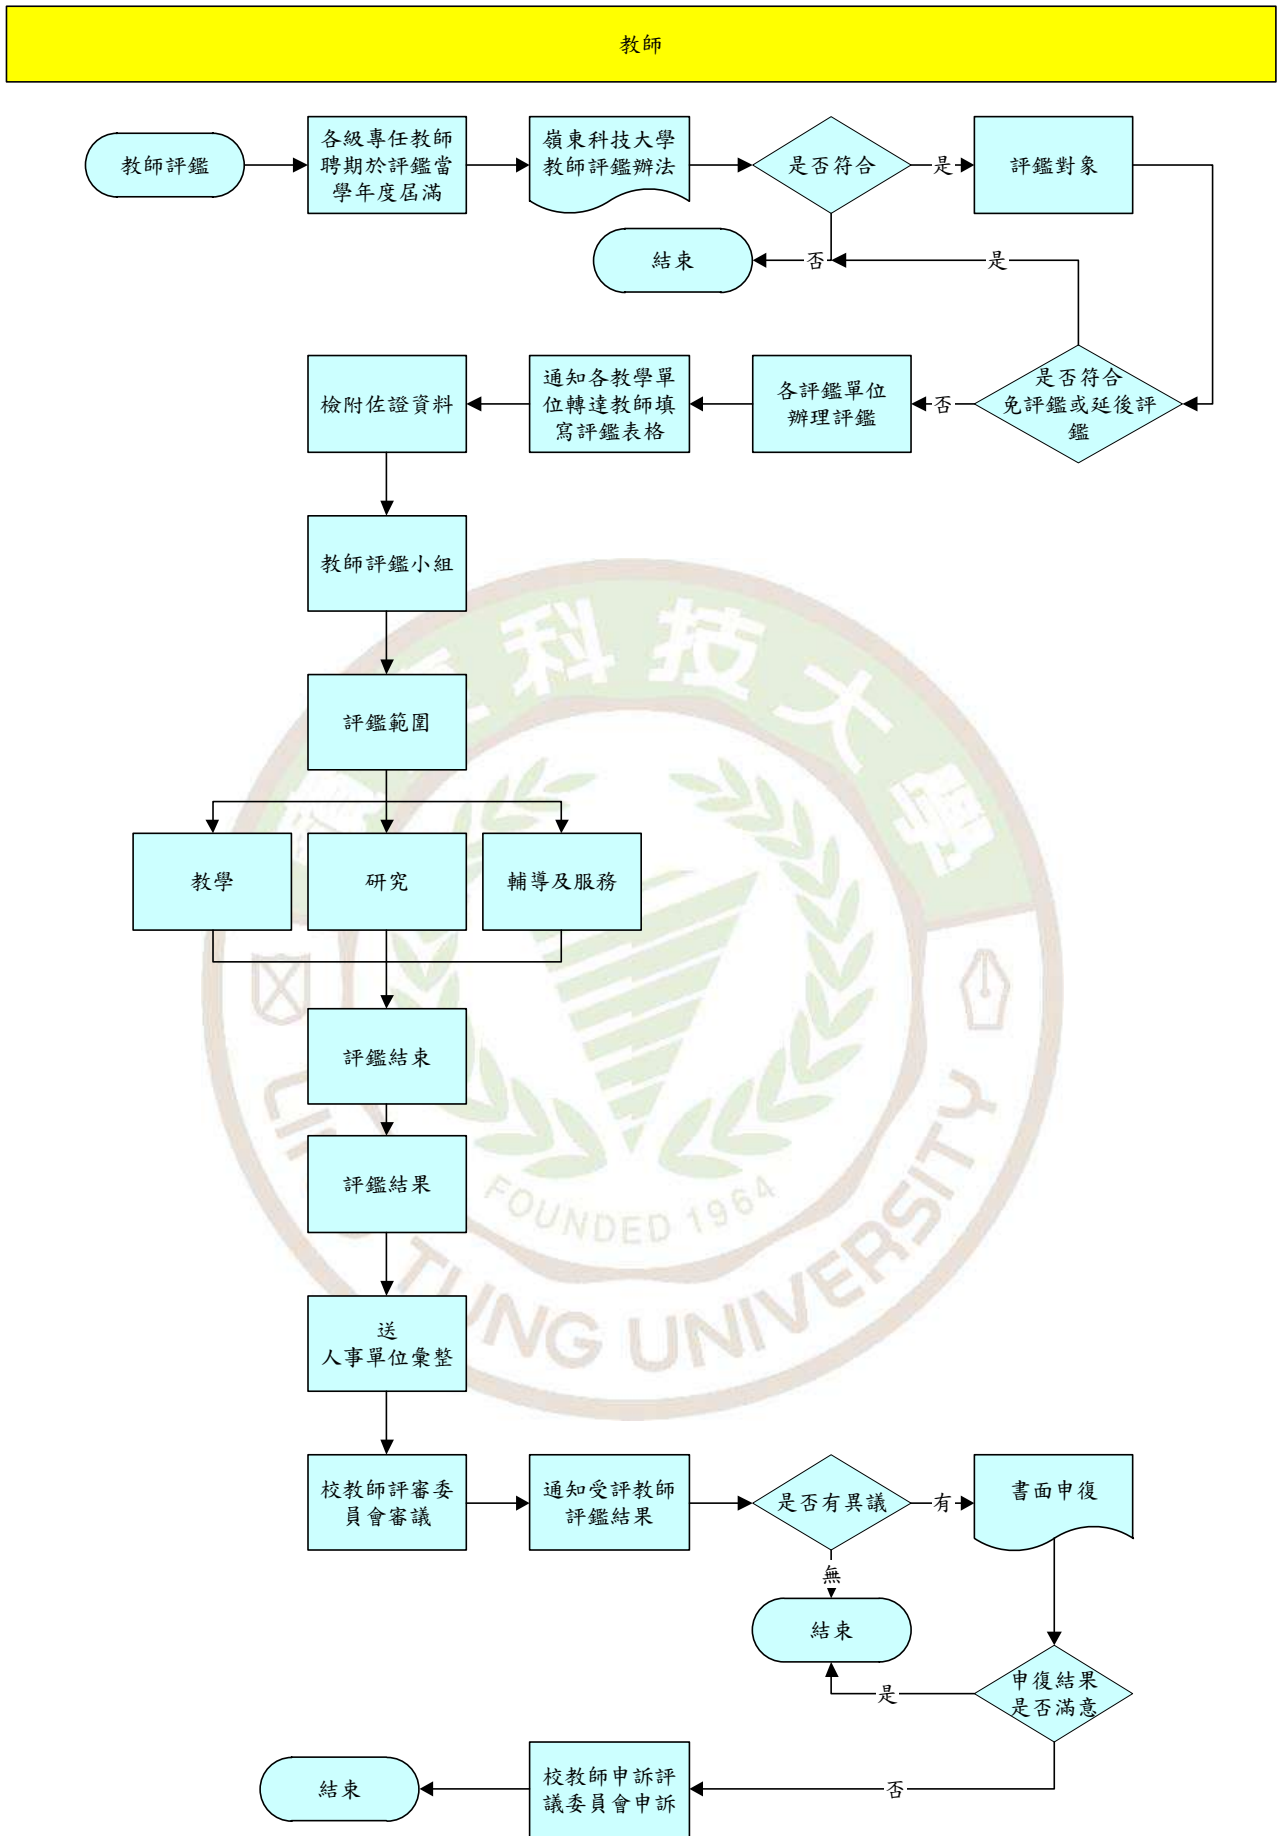 教師
教師評鑑
各級專任教師
聘期於評鑑當
學年度屆滿
嶺東科技大學
教師評鑑辦法
是否符合
是
評鑑對象
結束
否
是
檢附佐證資料
通知各教學單
位轉達教師填
寫評鑑表格
各評鑑單位
辦理評鑑
否
是否符合
免評鑑或延後評
鑑
教師評鑑小組
評鑑範圍
教學
研究
輔導及服務
評鑑結束
評鑑結果
送
人事單位彙整
校教師評審委
員會審議
通知受評教師
評鑑結果
是否有異議
有
書面申復
無
結束
是
申復結果
是否滿意
結束
校教師申訴評
議委員會申訴
否
科技大學
FOUNDED 1964
TUNG UNIVERSITY